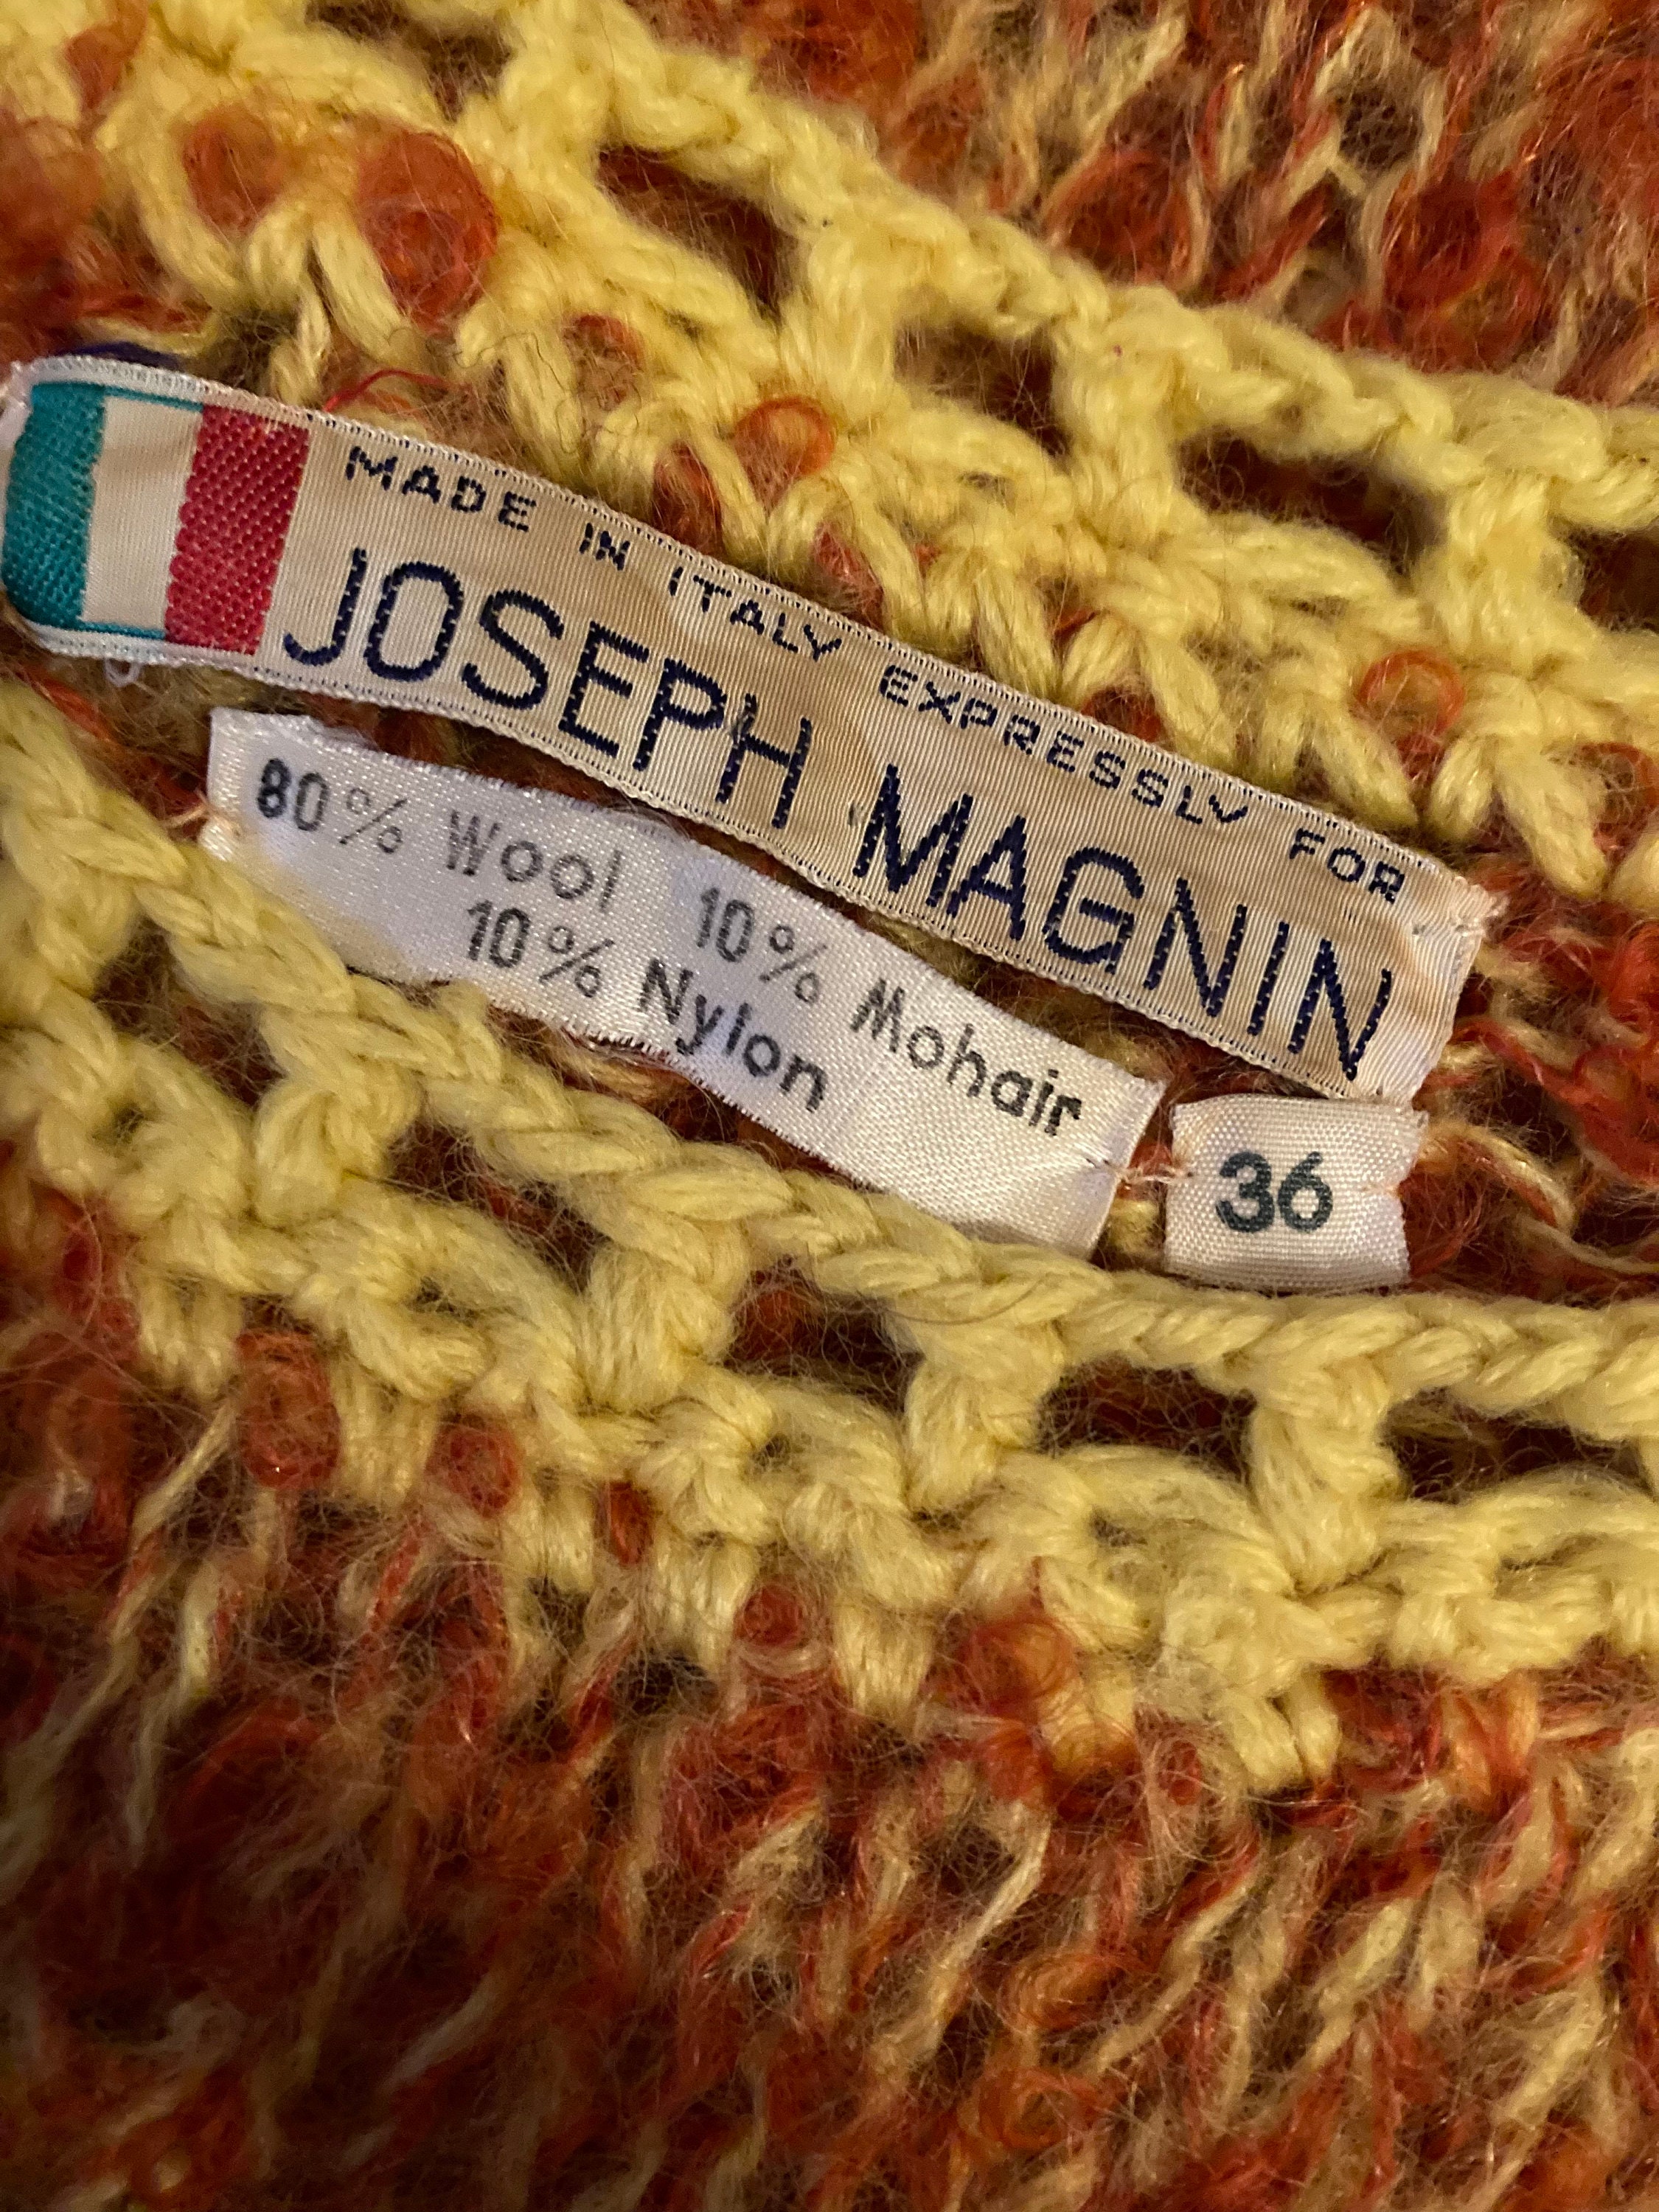 MADE IN ITALY EXPRESSLY FOR
JOSEPH MAGNIN
80% Wool 10% Mohair
10% Nylon
36